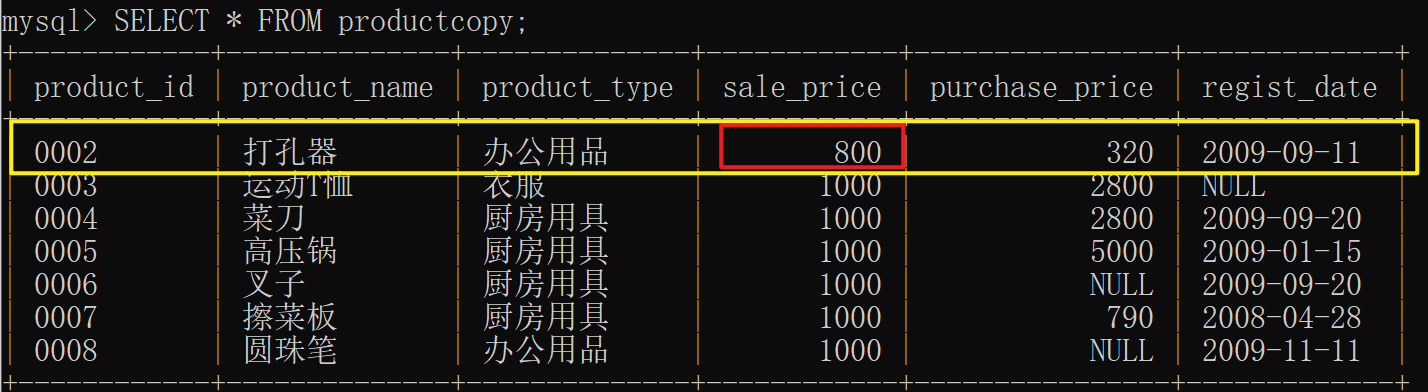 mysql> SELECT * FROM productcopy;
+------------+--------------+--------------+------------+----------------+-------------+
| product_id | product_name | product_type | sale_price | purchase_price | regist_date |
+------------+--------------+--------------+------------+----------------+-------------+
| 0002 | 打孔器 | 办公用品 | 800 | 320 | 2009-09-11 |
| 0003 | 运动T恤 | 衣服 | 1000 | 2800 | NULL |
| 0004 | 菜刀 | 厨房用具 | 1000 | 2800 | 2009-09-20 |
| 0005 | 高压锅 | 厨房用具 | 1000 | 5000 | 2009-01-15 |
| 0006 | 叉子 | 厨房用具 | 1000 | NULL | 2009-09-20 |
| 0007 | 擦菜板 | 厨房用具 | 1000 | 790 | 2008-04-28 |
| 0008 | 圆珠笔 | 办公用品 | 1000 | NULL | 2009-11-11 |
+------------+--------------+--------------+------------+----------------+-------------+